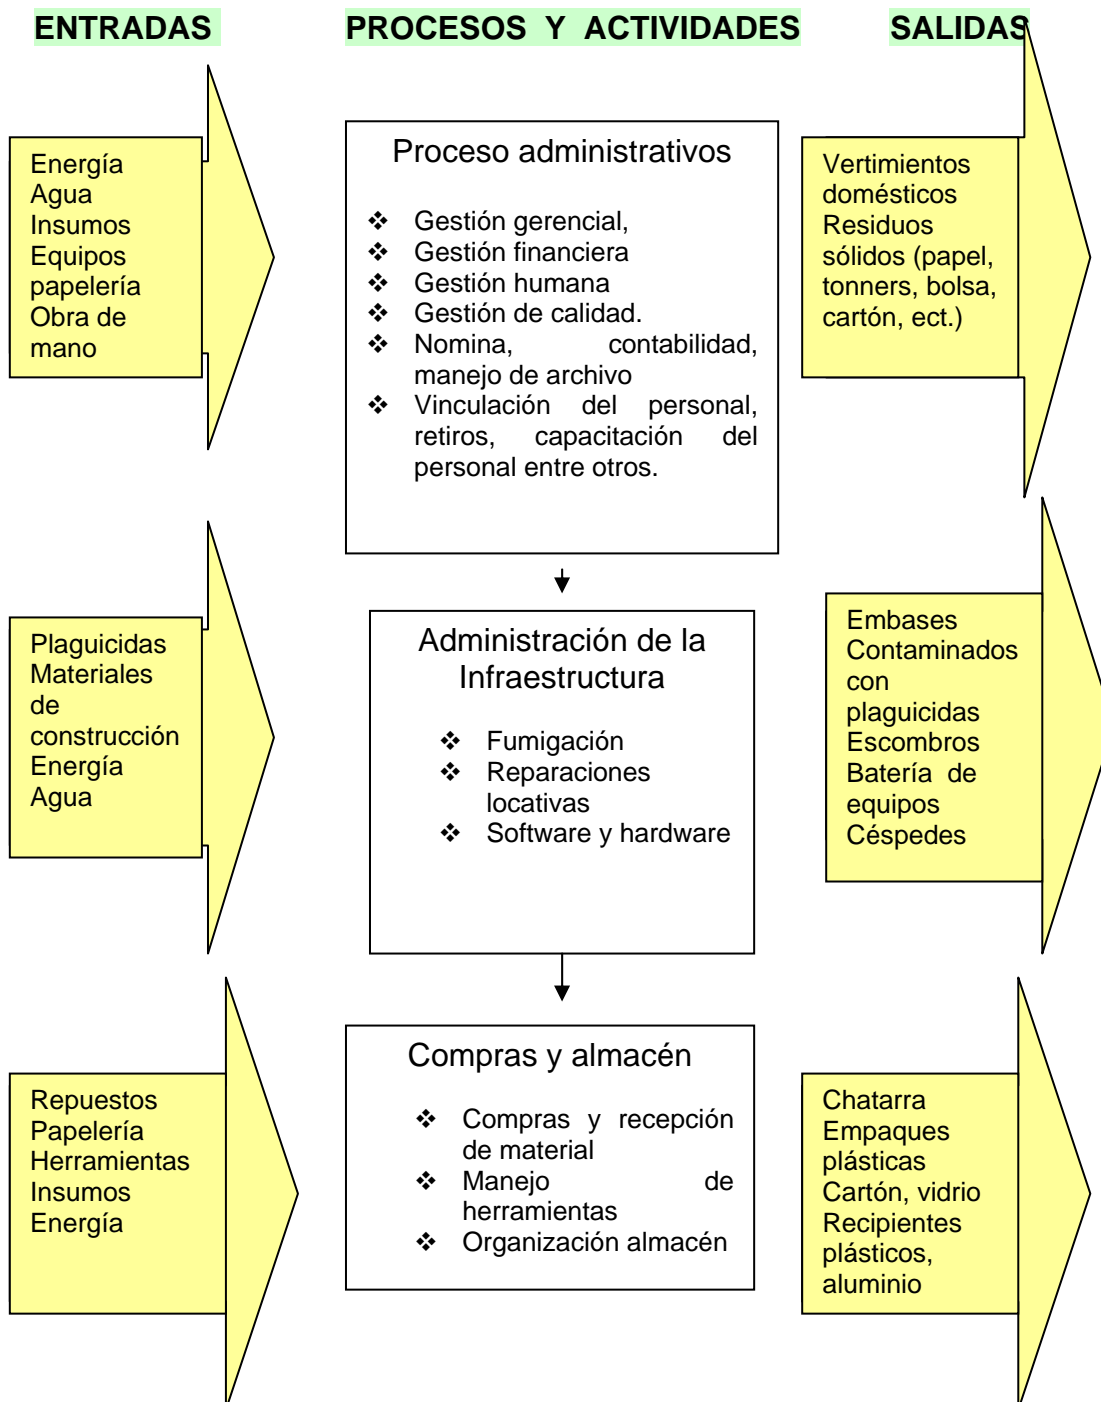 ENTRADAS
PROCESOS Y ACTIVIDADES
SALIDAS
Energía
Agua
Insumos
Equipos
papelería
Obra de
mano
Proceso administrativos
❖ Gestión gerencial,
❖ Gestión financiera
❖ Gestión humana
❖ Gestión de calidad.
❖ Nomina, contabilidad,
manejo de archivo
❖ Vinculación del personal,
retiros, capacitación del
personal entre otros.
Vertimientos
domésticos
Residuos
sólidos (papel,
tonners, bolsa,
cartón, ect.)
Plaguicidas
Materiales
de
construcción
Energía
Agua
Administración de la
Infraestructura
❖ Fumigación
❖ Reparaciones
locativas
❖ Software y hardware
Embases
Contaminados
con
plaguicidas
Escombros
Batería de
equipos
Céspedes
Repuestos
Papelería
Herramientas
Insumos
Energía
Compras y almacén
❖ Compras y recepción
de material
❖ Manejo de
herramientas
❖ Organización almacén
Chatarra
Empaques
plásticas
Cartón, vidrio
Recipientes
plásticos,
aluminio